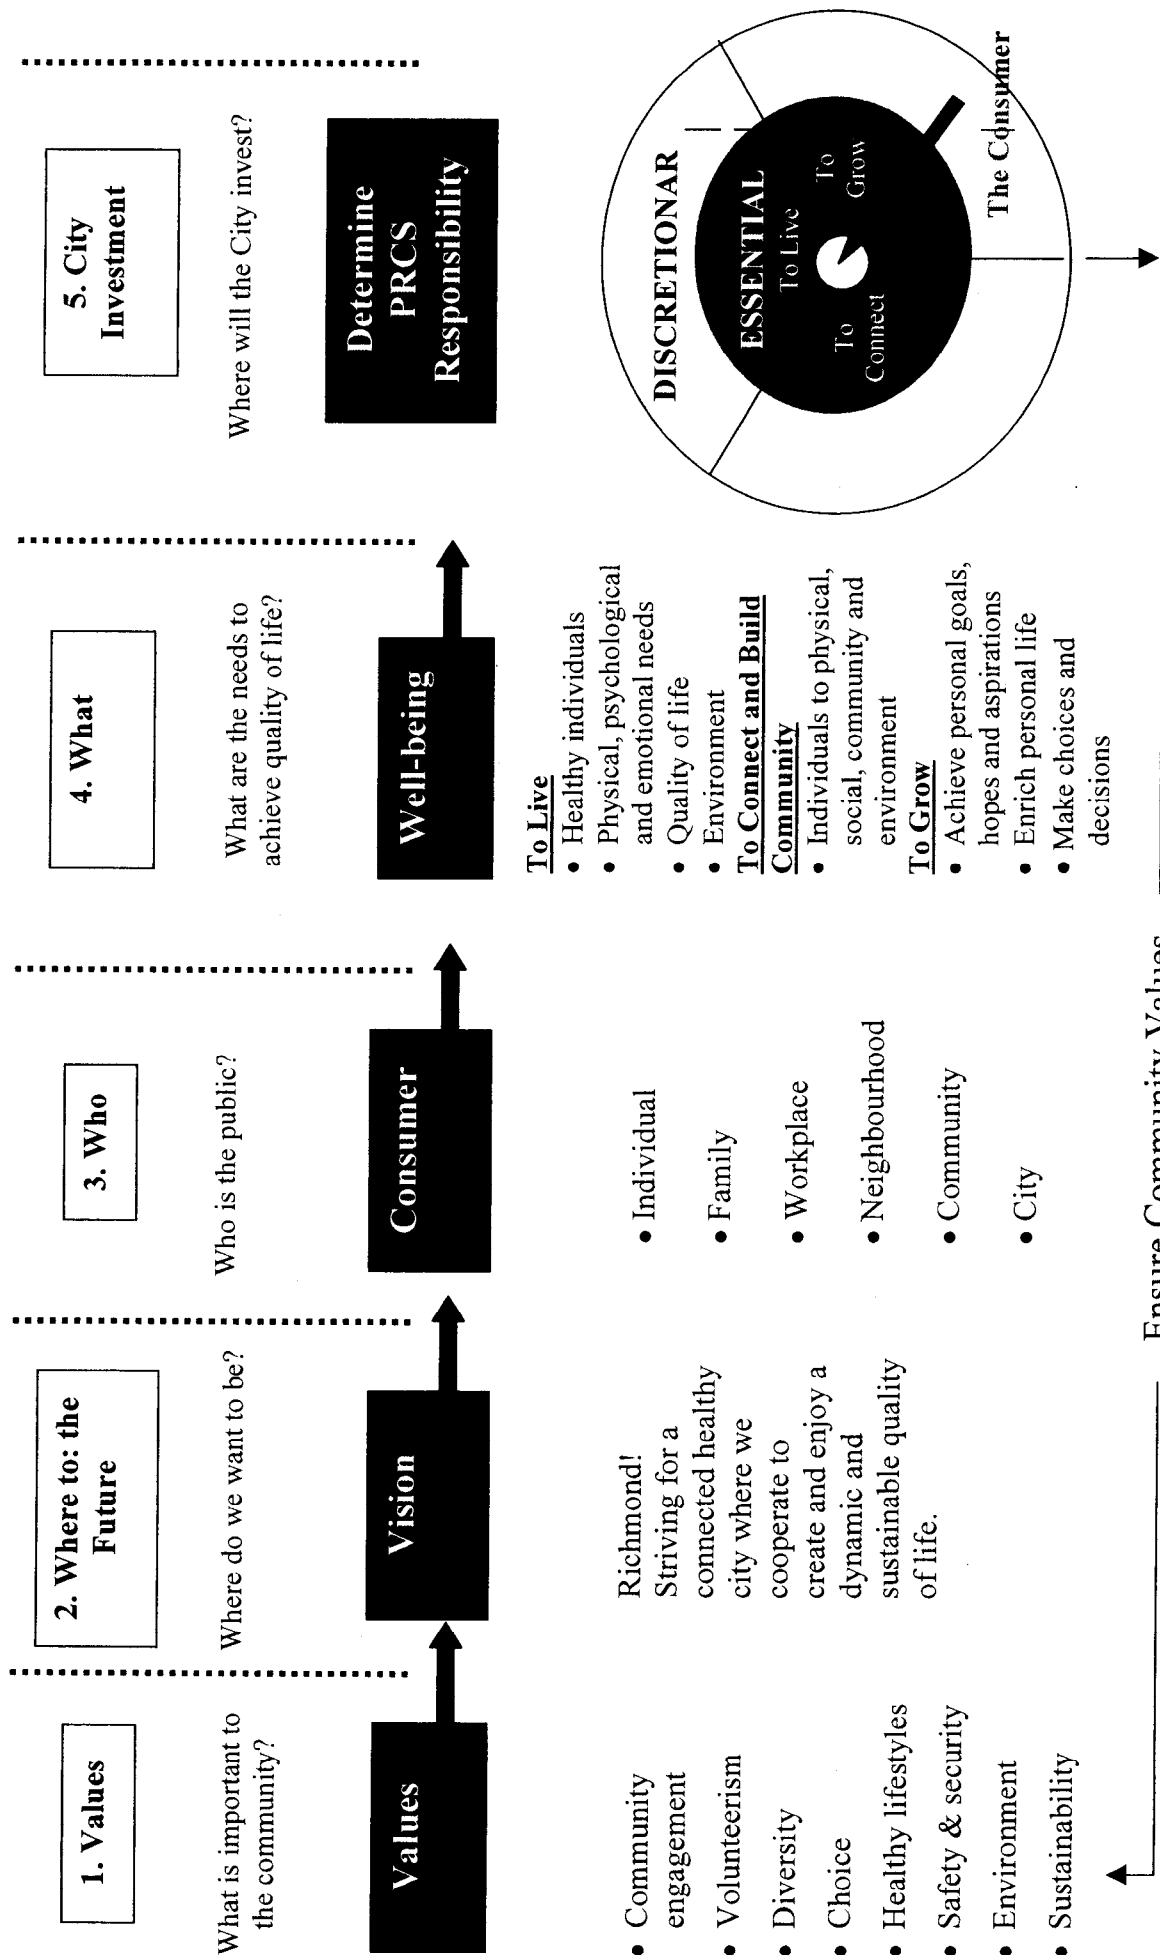 1. Values
What is important to
the community?
Values
• Community
engagement
• Volunteerism
• Diversity
• Choice
• Healthy lifestyles
• Safety & security
• Environment
• Sustainability
2. Where to: the
Future
Where do we want to be?
Vision
Richmond!
Striving for a
connected healthy
city where we
cooperate to
create and enjoy a
dynamic and
sustainable quality
of life.
3. Who
Who is the public?
Consumer
• Individual
• Family
• Workplace
• Neighbourhood
• Community
• City
4. What
What are the needs to
achieve quality of life?
Well-being
To Live
• Healthy individuals
• Physical, psychological
and emotional needs
• Quality of life
• Environment
To Connect and Build
Community
• Individuals to physical,
social, community and
environment
To Grow
• Achieve personal goals,
hopes and aspirations
• Enrich personal life
• Make choices and
decisions
5. City
Investment
Where will the City invest?
Determine
PRCS
Responsibility
DISCRETIONAR
ESSENTIAL
To Live
To
Connect
To
Grow
The Consumer
Ensure Community Values